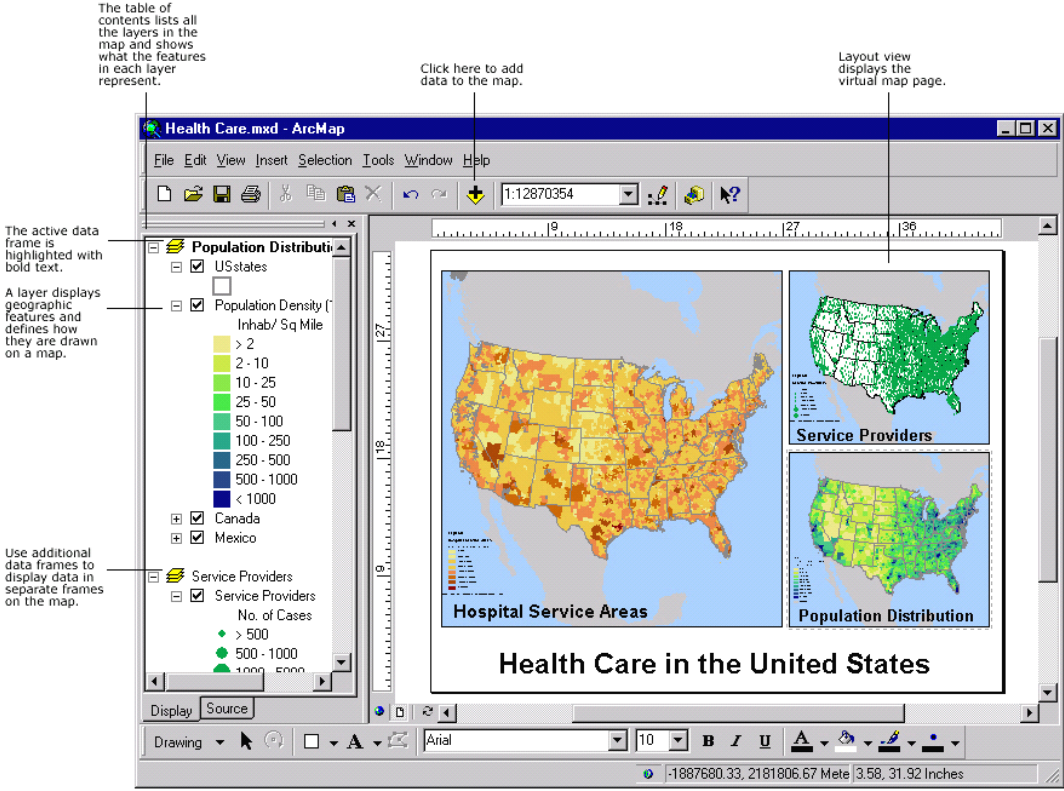 The table of
contents lists all
the layers in the
map and shows
what the features
in each layer
represent.
Click here to add
data to the map.
Layout view
displays the
virtual map page.
Health Care.mxd - ArcMap
File Edit View Insert Selection Tools Window Help
1:12870354
The active data
frame is
highlighted with
bold text.
A layer displays
geographic
features and
defines how
they are drawn
on a map.
Use additional
data frames to
display data in
separate frames
on the map.
Population Distributi
USstates
Population Density (
Inhab/ Sq Mile
> 2
2 - 10
10 - 25
25 - 50
50 - 100
100 - 250
250 - 500
500 - 1000
< 1000
Canada
Mexico
Service Providers
Service Providers
No. of Cases
> 500
500 - 1000
1000 - 5000
Display Source
9 18 27 36
27
18
9
Service Providers
Hospital Service Areas
Population Distribution
Health Care in the United States
Drawing A Arial 10 B I U A
-1887680.33, 2181806.67 Mete 3.58, 31.92 Inches